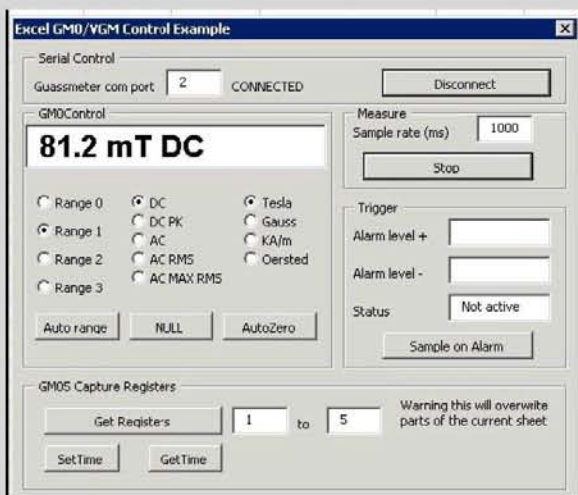 Excel GM0/VGM Control Example
Serial Control
Guassmeter com port 2 CONNECTED
Disconnect
GM0Control
81.2 mT DC
Range 0
Range 1
Range 2
Range 3
DC
DC PK
AC
AC RMS
AC MAX RMS
Tesla
Gauss
KA/m
Oersted
Auto range
NULL
AutoZero
Measure
Sample rate (ms) 1000
Stop
Trigger
Alarm level +
Alarm level -
Status Not active
Sample on Alarm
GM05 Capture Registers
Get Registers 1 to 5
Warning this will overwrite
parts of the current sheet
SetTime
GetTime